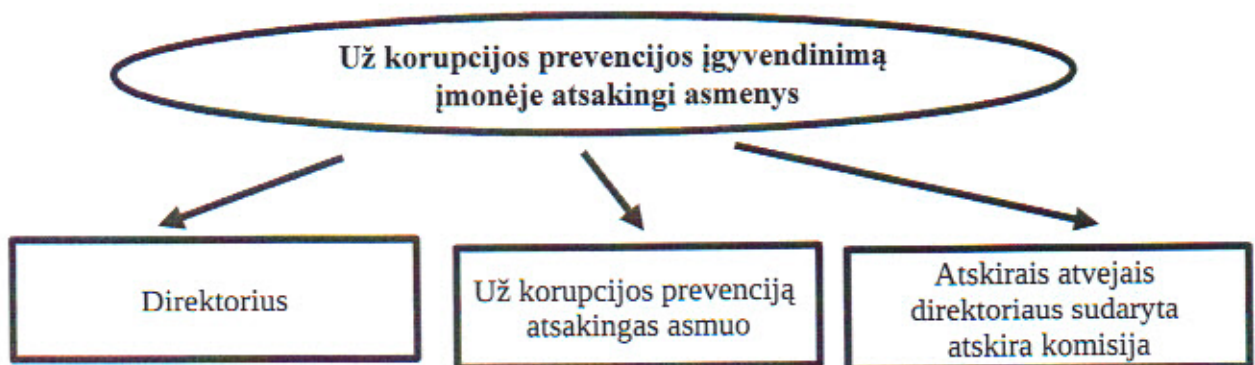 Už korupcijos prevencijos įgyvendinimą
įmonėje atsakingi asmenys
Direktorius
Už korupcijos prevenciją
atsakingas asmuo
Atskirais atvejais
direktoriaus sudaryta
atskira komisija